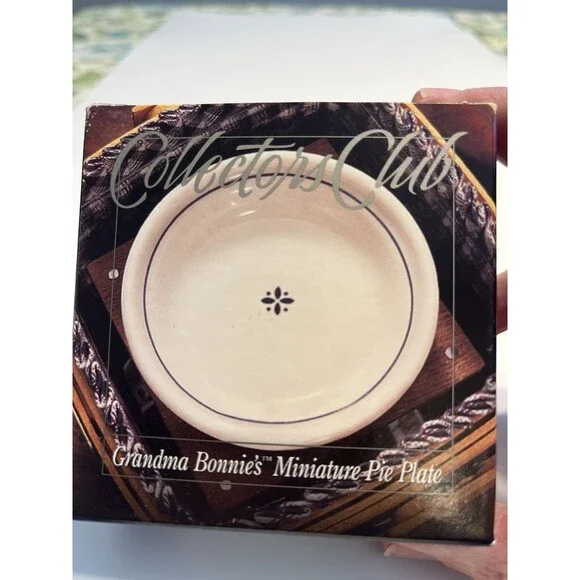 Collectors Club
Grandma Bonnie's™ Miniature Pie Plate